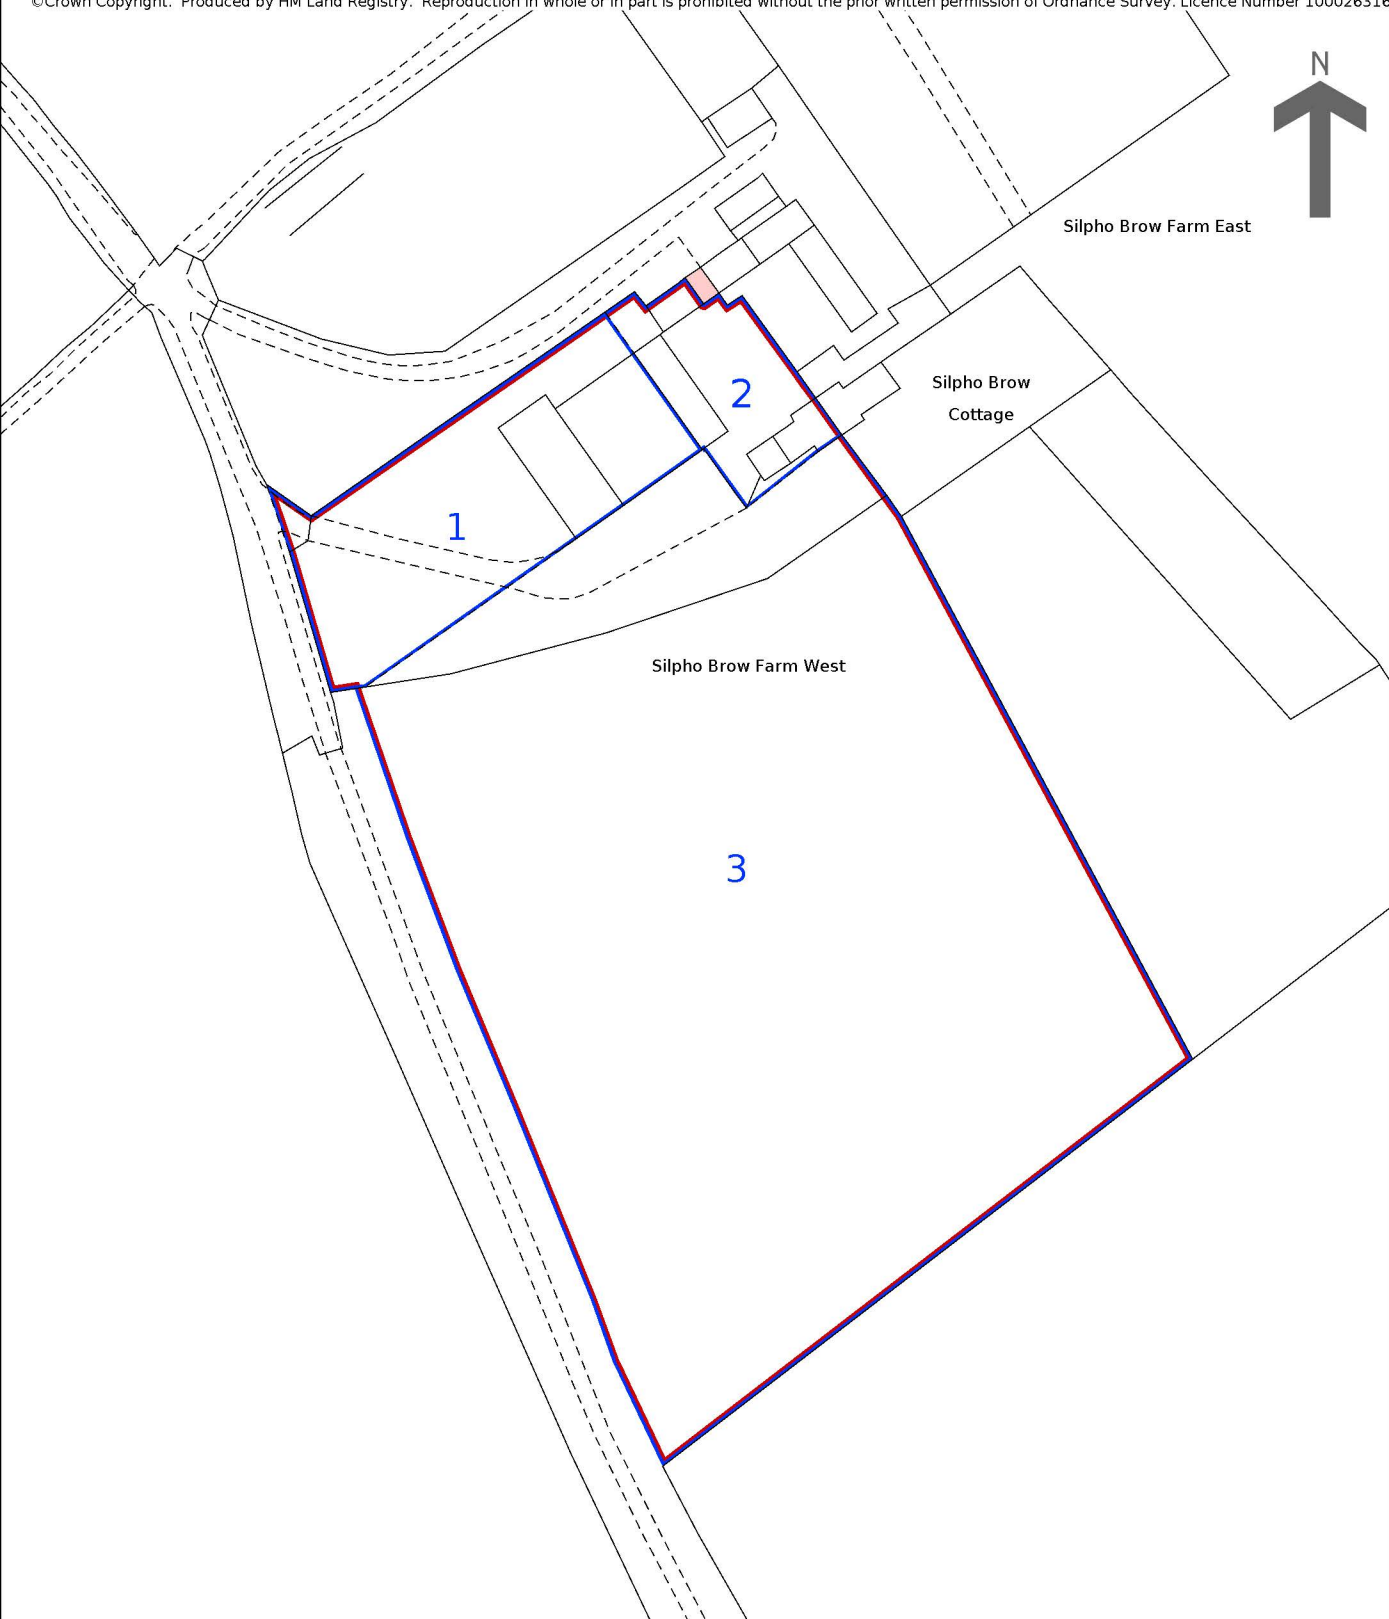 ©Crown Copyright. Produced by HM Land Registry. Reproduction in whole or in part is prohibited without the prior written permission of Ordnance Survey. Licence Number 100026316
N
Silpho Brow Farm East
Silpho Brow
Cottage
2
1
Silpho Brow Farm West
3